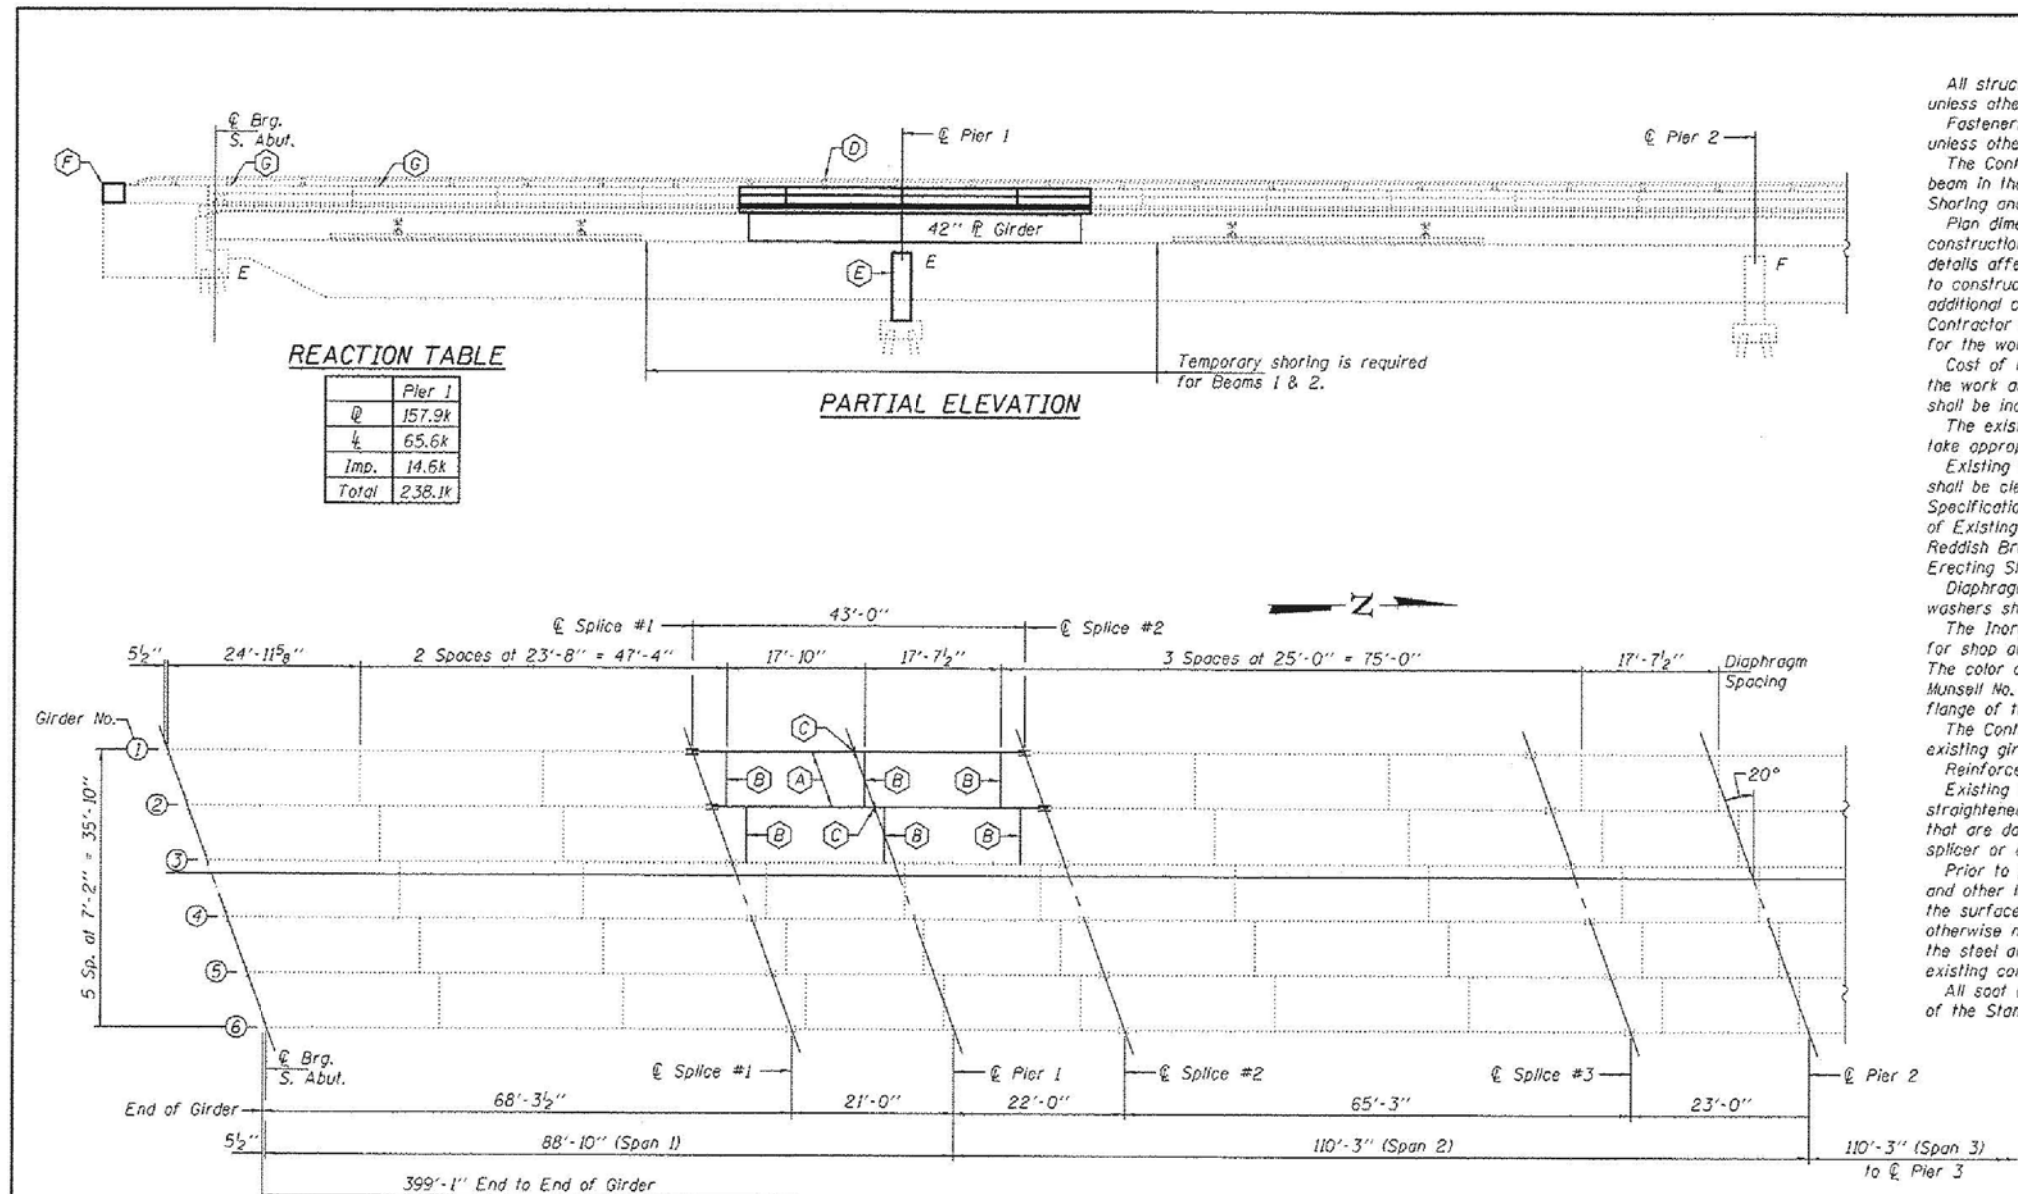 ℄ Brg.
S. Abut.
F
G
G
D
℄ Pier 1
℄ Pier 2
42" ℙ Girder
E
E
E
F
Temporary shoring is required
for Beams 1 & 2.
REACTION TABLE
Pier 1
157.9k
65.6k
Imp. 14.6k
Total 238.1k
PARTIAL ELEVATION
N
43'-0"
℄ Splice #1
℄ Splice #2
5½"
24'-11⅝"
2 Spaces at 23'-8" = 47'-4"
17'-10"
17'-7½"
3 Spaces at 25'-0" = 75'-0"
17'-7½"
Diaphragm
Spacing
Girder No.
1
2
3
4
5
6
C
B
A
B
B
B
C
B
B
20°
5 Sp. at 7'-2" = 35'-10"
℄ Brg.
S. Abut.
℄ Splice #1
℄ Pier 1
℄ Splice #2
℄ Splice #3
℄ Pier 2
End of Girder
68'-3½"
21'-0"
22'-0"
65'-3"
23'-0"
5½"
88'-10" (Span 1)
110'-3" (Span 2)
110'-3" (Span 3)
to ℄ Pier 3
399'-1" End to End of Girder
All struc
unless othe
Fastener
unless othe
The Cont
beam in the
Shoring and
Plan dime
construction
details affe
to construc
additional c
Contractor
for the wor
Cost of
the work a
shall be inc
The exist
take approp
Existing
shall be cle
Specificatio
of Existing
Reddish Br
Erecting S
Diaphrag
washers sh
The Inor
for shop a
The color o
Munsell No.
flange of t
The Cont
existing gir
Reinforce
Existing
straightene
that are da
splicer or
Prior to
and other
the surface
otherwise n
the steel a
existing co
All soot
of the Stan